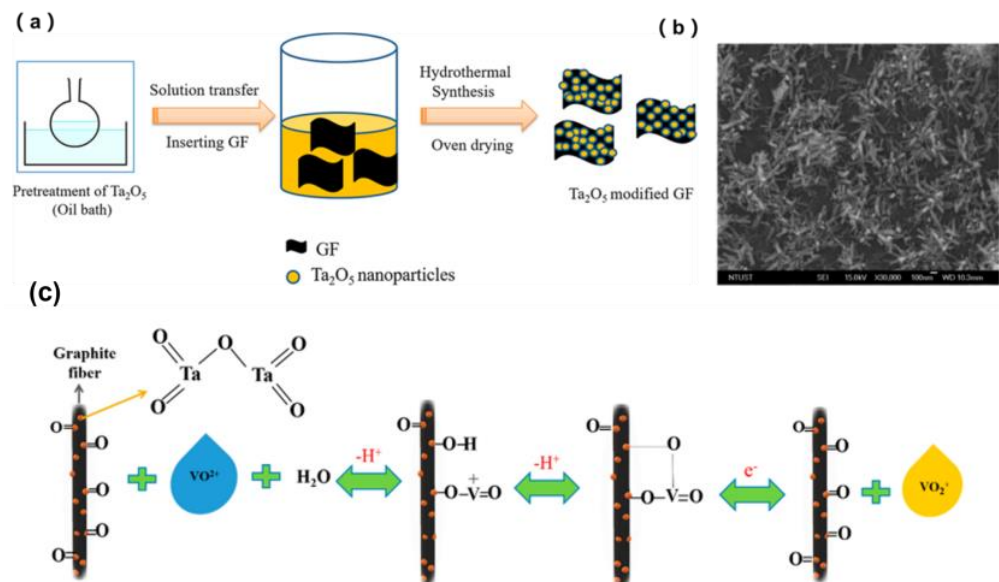 (a)
(b)
Solution transfer
Inserting GF
Hydrothermal
Synthesis
Oven drying
Pretreatment of Ta₂O₅
(Oil bath)
Ta₂O₅ modified GF
GF
Ta₂O₅ nanoparticles
NTUST SEI 15.0kV X30,000 100nm WD 10.3mm
(c)
Graphite
fiber
O O O
Ta Ta
O O
O=
=O
=O
=O
O=
VO²⁺
H₂O
-H⁺
O=
-O-H
+
-O-V=O
-H⁺
O=
O
-O-V=O
e⁻
O=
=O
=O
=O
O=
VO₂⁺